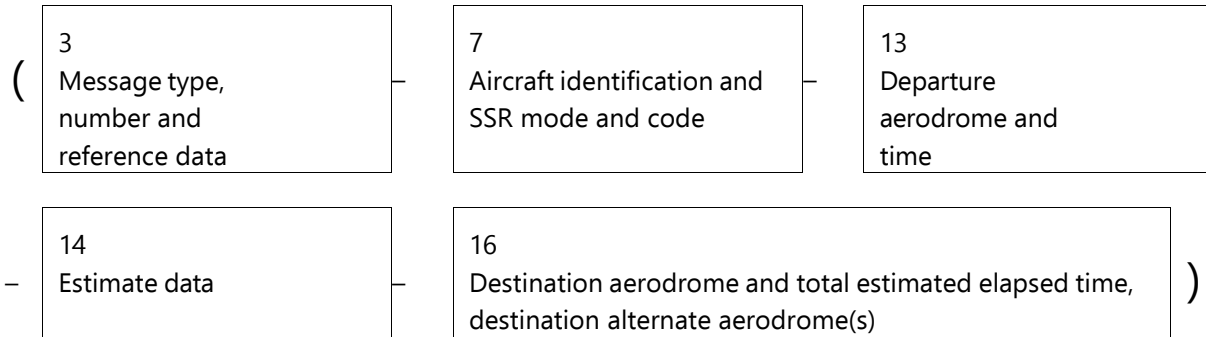 (
3
Message type,
number and
reference data
–
7
Aircraft identification and
SSR mode and code
–
13
Departure
aerodrome and
time
–
14
Estimate data
–
16
Destination aerodrome and total estimated elapsed time,
destination alternate aerodrome(s)
)